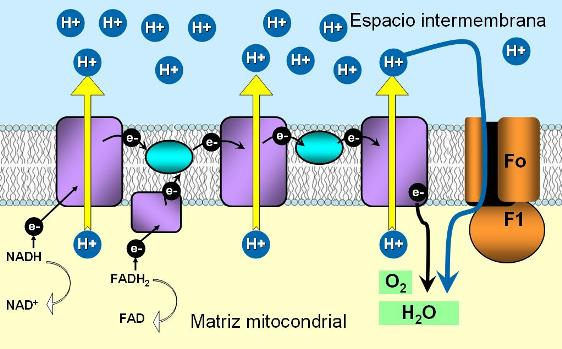 H+ H+ H+ H+ H+ Espacio intermembrana
H+ H+ H+ H+ H+ H+ H+
e- e- e- e-
Fo
e- e-
F1
e- H+ e- H+ H+
NADH
FADH2
O2
NAD+
FAD
Matriz mitocondrial
H2O